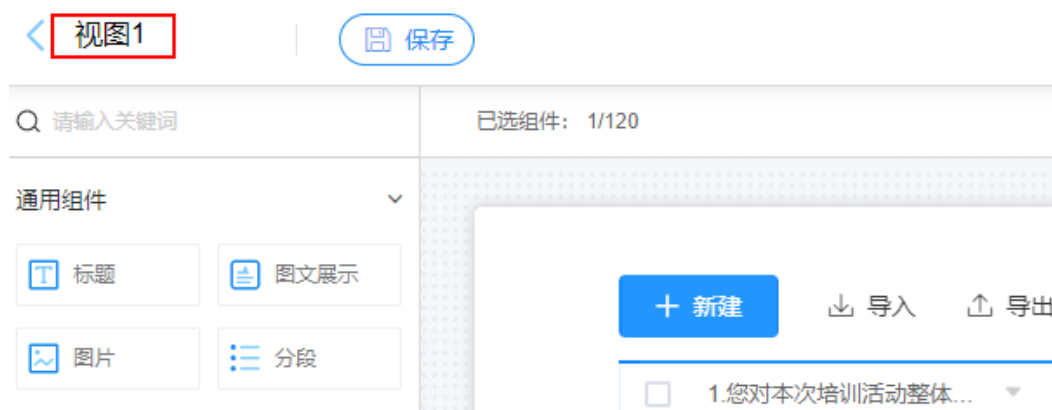 视图1
保存
请输入关键词
已选组件： 1/120
通用组件
标题
图文展示
新建
导入
导出
图片
分段
1.您对本次培训活动整体...